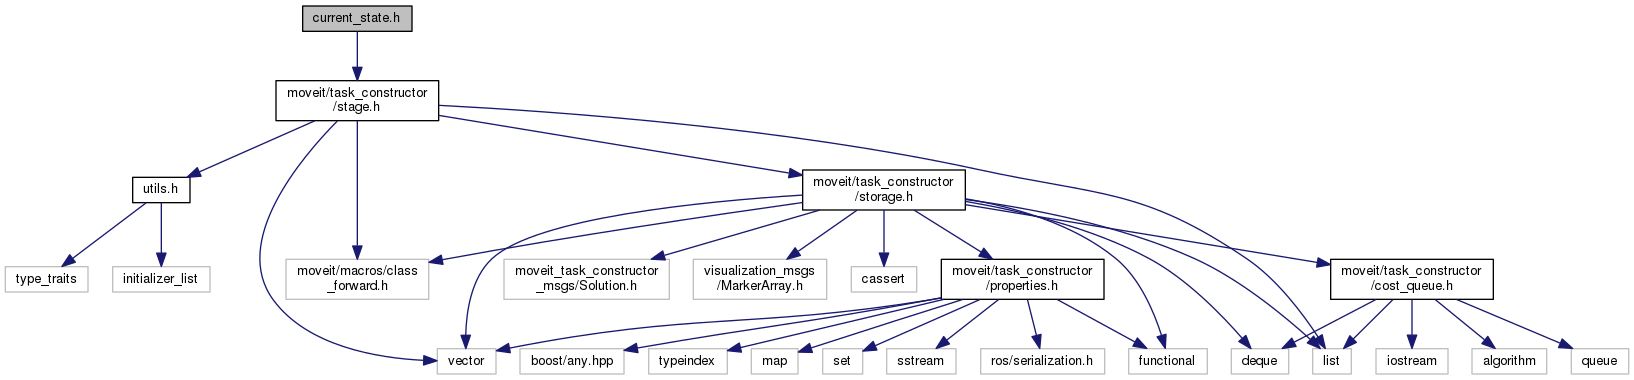 current_state.h
moveit/task_constructor
/stage.h
utils.h
moveit/task_constructor
/storage.h
type_traits
initializer_list
moveit/macros/class
_forward.h
moveit_task_constructor
_msgs/Solution.h
visualization_msgs
/MarkerArray.h
cassert
moveit/task_constructor
/properties.h
moveit/task_constructor
/cost_queue.h
vector
boost/any.hpp
typeindex
map
set
sstream
ros/serialization.h
functional
deque
list
iostream
algorithm
queue